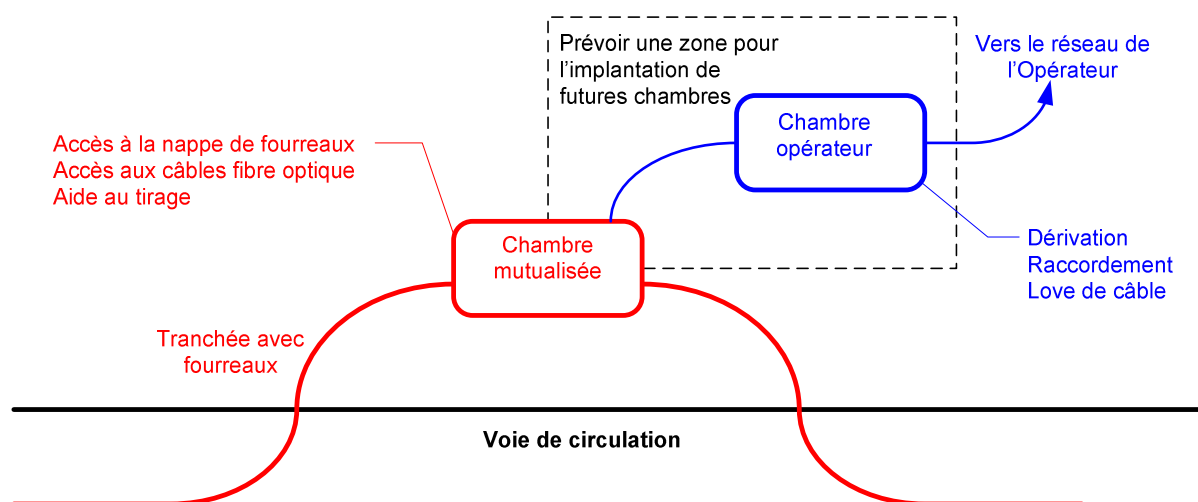 Prévoir une zone pour
l'implantation de
futures chambres
Vers le réseau de
l'Opérateur
Chambre
opérateur
Accès à la nappe de fourreaux
Accès aux câbles fibre optique
Aide au tirage
Chambre
mutualisée
Dérivation
Raccordement
Love de câble
Tranchée avec
fourreaux
Voie de circulation